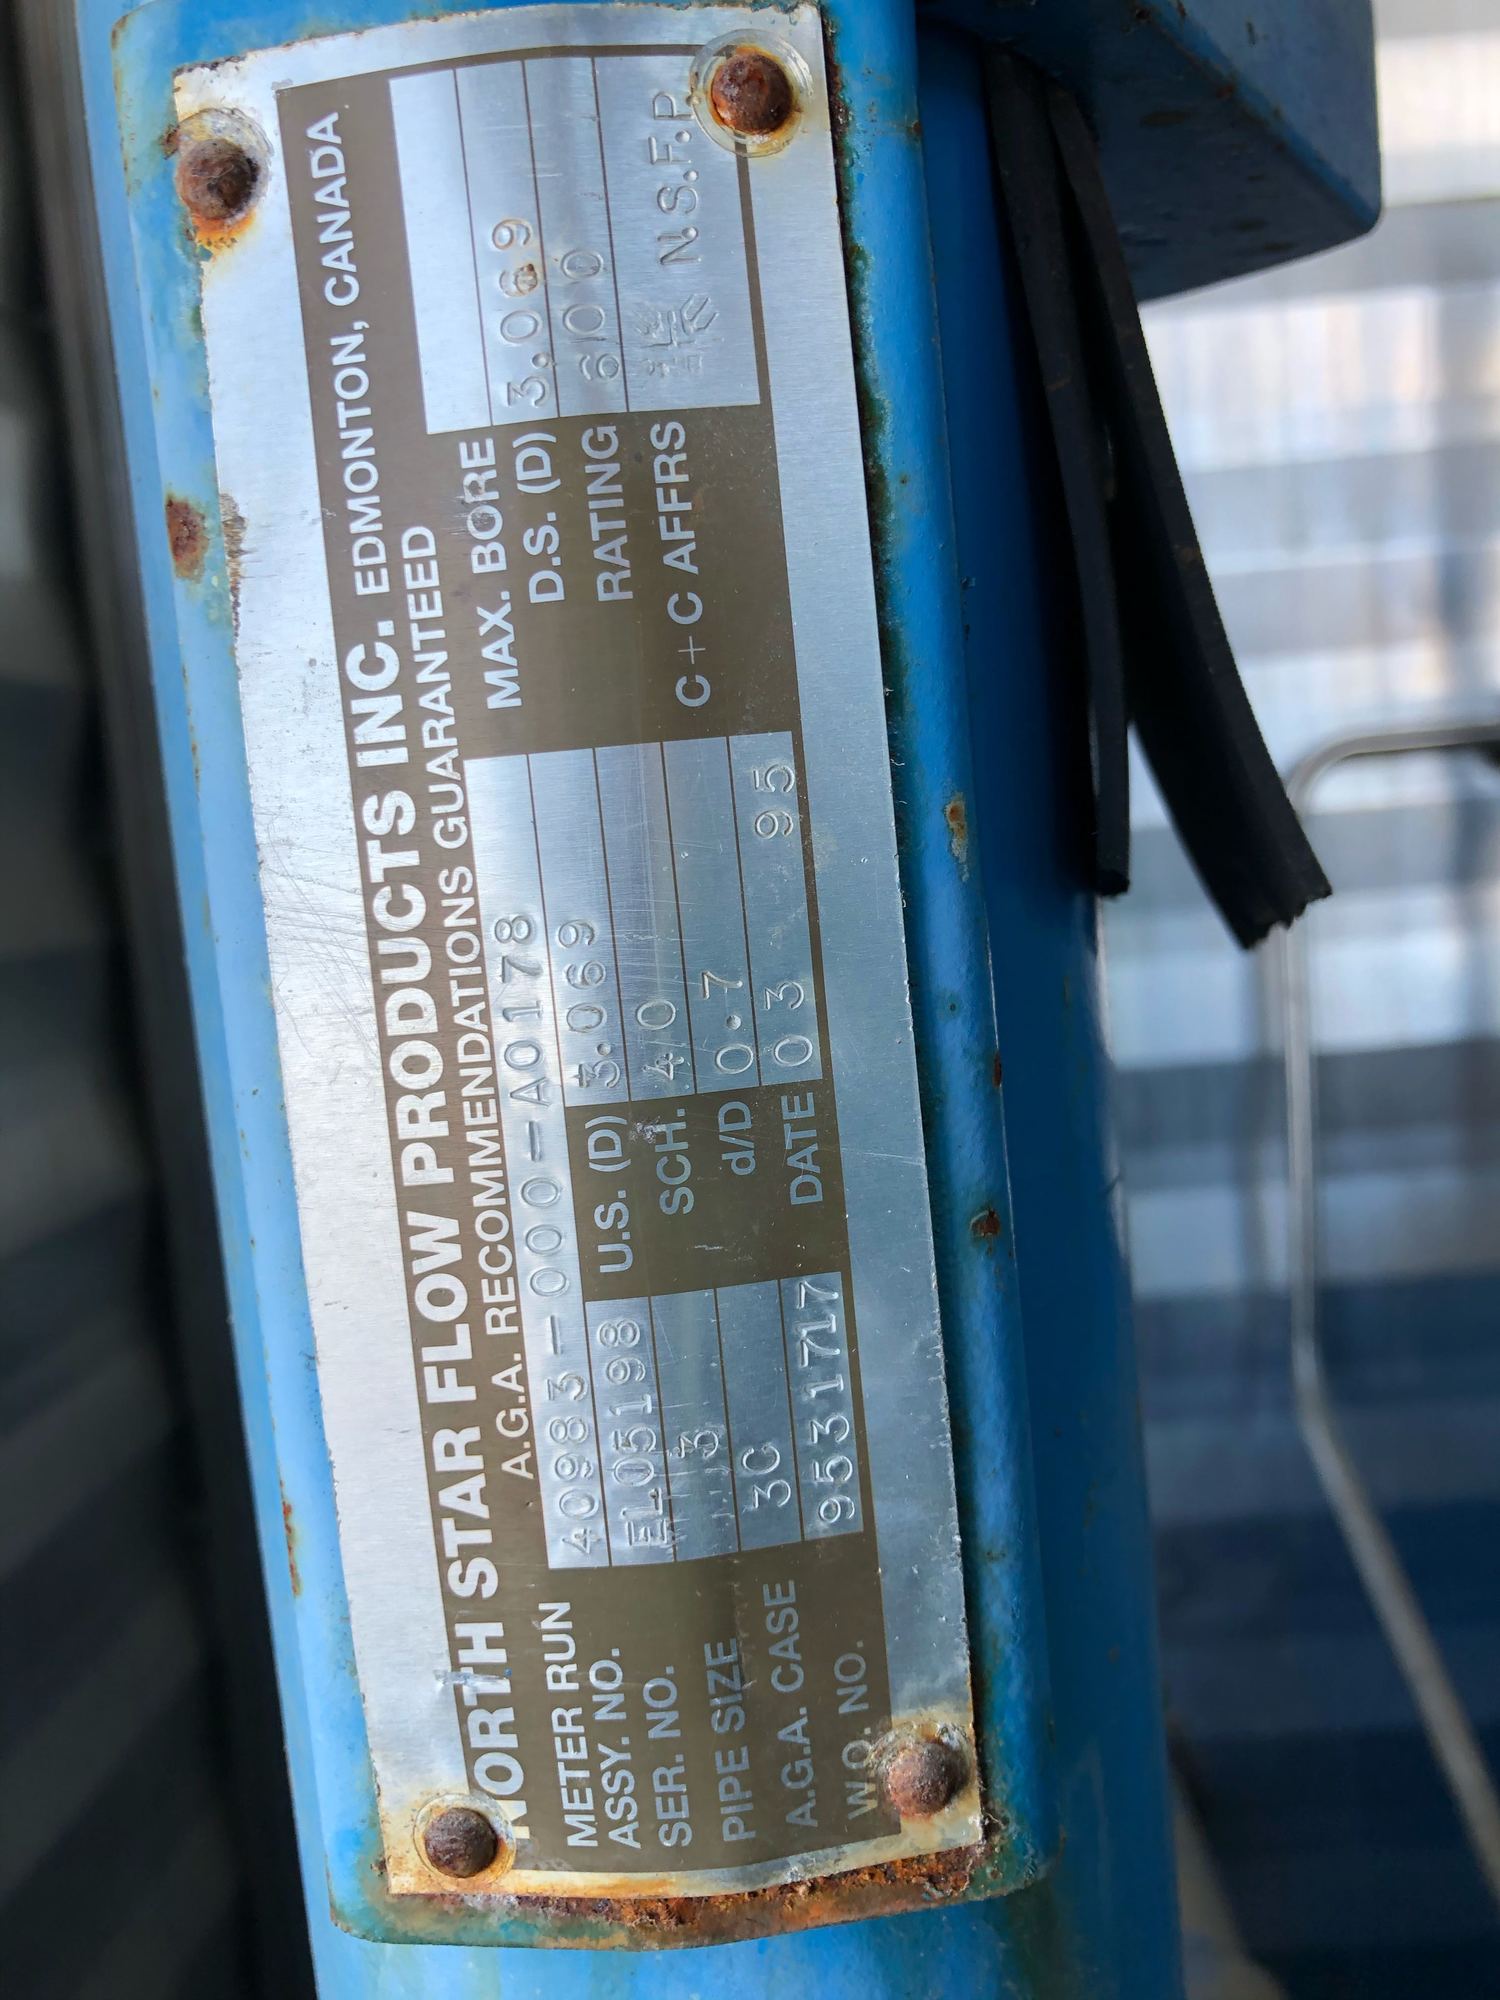 NORTH STAR FLOW PRODUCTS INC. EDMONTON, CANADA
A.G.A. RECOMMENDATIONS GUARANTEED
METER RUN
ASSY. NO. 40983-000-A0178
SER. NO. EL05198
PIPE SIZE 3
A.G.A. CASE 3C
W.O. NO. 9531717
U.S. (D) 3.069
SCH. 40
d/D 0.7
DATE 03 95
MAX. BORE
D.S. (D) 3.069
RATING 600
C+C AFFRS N.S.F.P